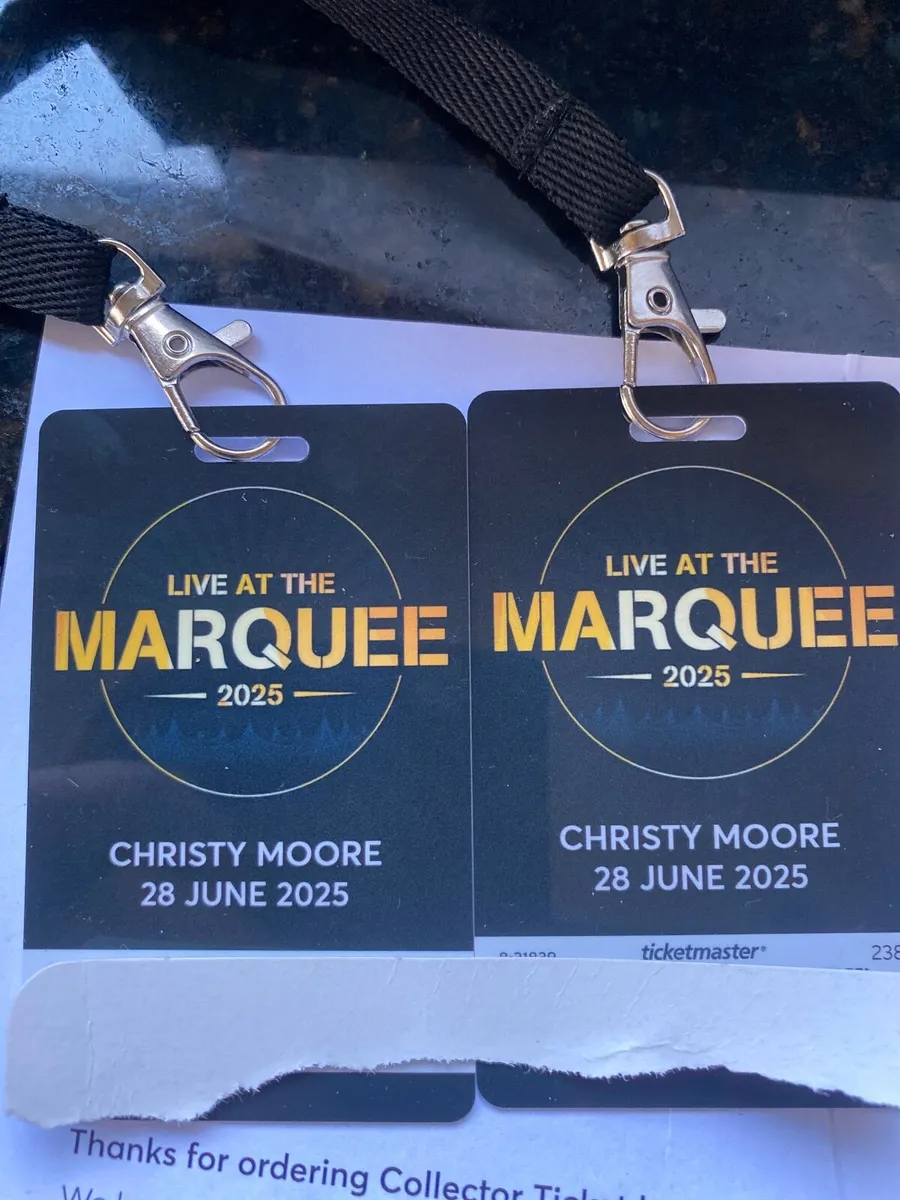 LIVE AT THE
MARQUEE
2025
CHRISTY MOORE
28 JUNE 2025
LIVE AT THE
MARQUEE
2025
CHRISTY MOORE
28 JUNE 2025
ticketmaster®
238
Thanks for ordering Collector